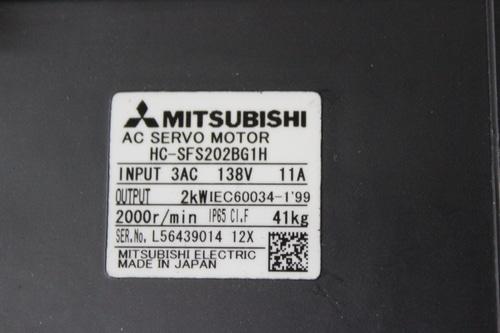 MITSUBISHI
AC SERVO MOTOR
HC-SFS202BG1H
INPUT 3AC 138V 11A
OUTPUT 2kW IEC60034-1'99
2000r/min IP65 Cl.F 41kg
SER.No. L56439014 12X
MITSUBISHI ELECTRIC
MADE IN JAPAN